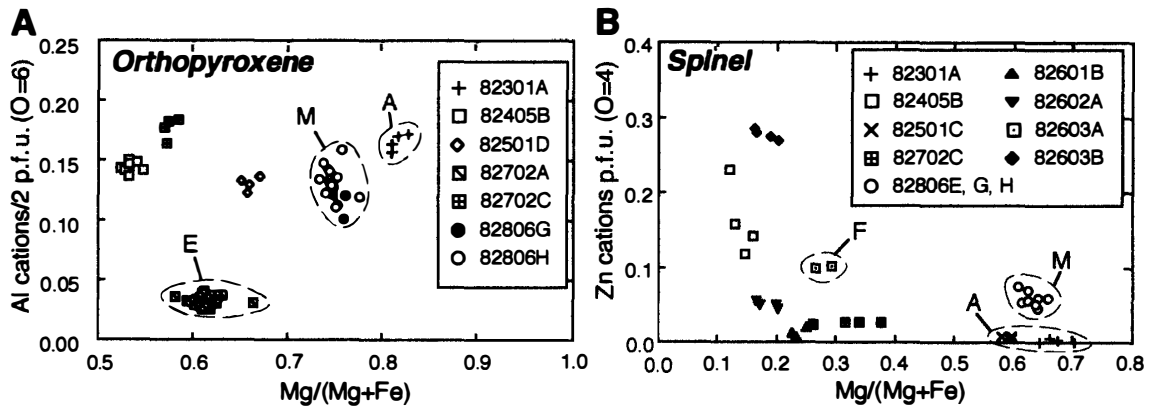 A
Orthopyroxene
Al cations/2 p.f.u. (O=6)
0.25
0.20
0.15
0.10
0.05
0.00
0.5
0.6
0.7
0.8
0.9
1.0
Mg/(Mg+Fe)
M
A
E
82301A
82405B
82501D
82702A
82702C
82806G
82806H
B
Spinel
Zn cations p.f.u. (O=4)
0.4
0.3
0.2
0.1
0.0
0.0
0.1
0.2
0.3
0.4
0.5
0.6
0.7
0.8
Mg/(Mg+Fe)
F
M
A
82301A
82405B
82501C
82702C
82806E, G, H
82601B
82602A
82603A
82603B